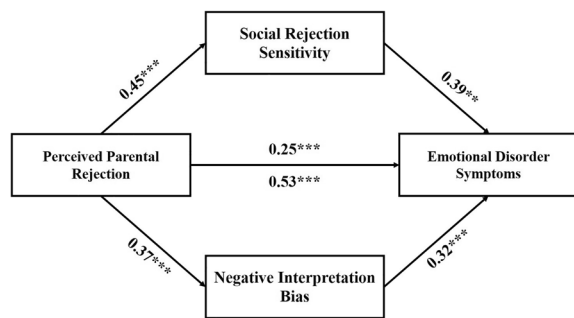 Social Rejection
Sensitivity
0.45***
0.39**
Perceived Parental
Rejection
0.25***
0.53***
Emotional Disorder
Symptoms
0.37***
0.32***
Negative Interpretation
Bias